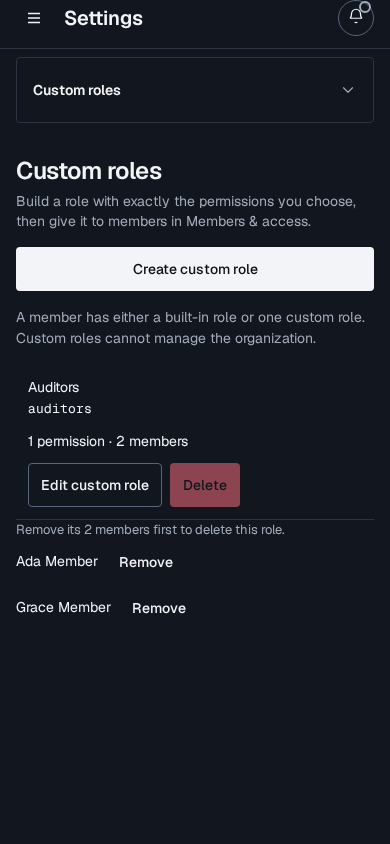 Settings
Custom roles
Custom roles
Build a role with exactly the permissions you choose,
then give it to members in Members & access.
Create custom role
A member has either a built-in role or one custom role.
Custom roles cannot manage the organization.
Auditors
auditors
1 permission · 2 members
Edit custom role Delete
Remove its 2 members first to delete this role.
Ada Member Remove
Grace Member Remove